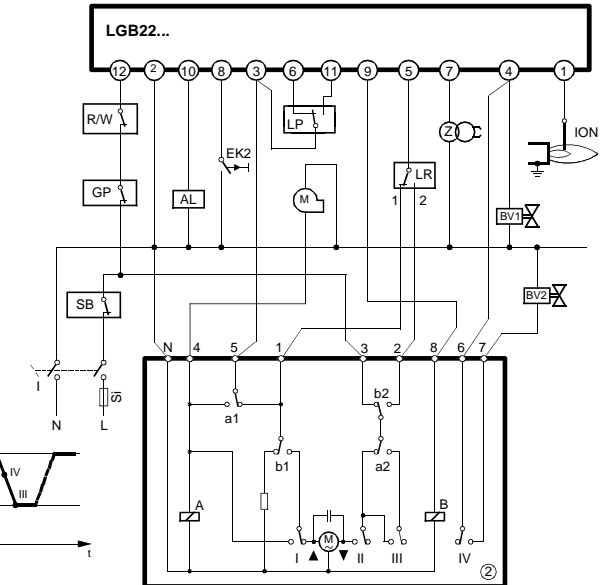 LGB22...
12 2 10 8 3 6 11 9 5 7 4 1
R/W
LP
Z
ION
EK2
GP
AL
M
LR
1 2
BV1
SB
BV2
N 4 5 1 3 2 8 6 7
I
Si
N L
a1
b2
b1
a2
A
B
IV
III
M
~
I
II
III
IV
t
2